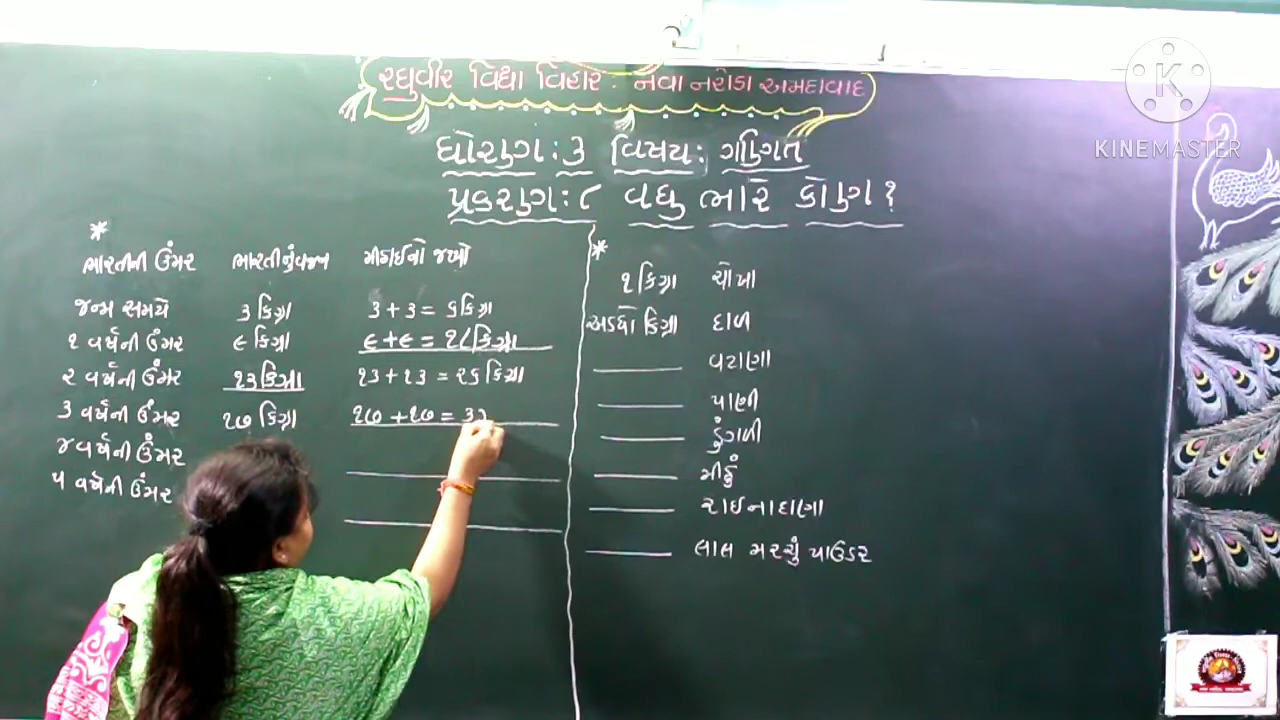 રઘુવીર વિદ્યા વિહાર. નવા નરોડા અમદાવાદ
KINEMASTER
ધોરણ : ૩ વિષય : ગણિત
પ્રકરણ : ૮ વધુ ભારે કોણ ?
*
ભારતીની ઉંમર ભારતીનું વજન મીઠાઈનો જથ્થો
જન્મ સમયે ૩ કિગ્રા ૩ + ૩ = ૬ કિગ્રા
૧ વર્ષની ઉંમર ૯ કિગ્રા ૯ + ૯ = ૧૮ કિગ્રા
૨ વર્ષની ઉંમર ૧૩ કિગ્રા ૧૩ + ૧૩ = ૨૬ કિગ્રા
૩ વર્ષની ઉંમર ૧૭ કિગ્રા ૧૭ + ૧૭ = ૩
૪ વર્ષની ઉંમર
૫ વર્ષની ઉંમર
*
૧ કિગ્રા ચોખા
અડધો કિગ્રા દાળ
વટાણા
પાણી
ડુંગળી
મીઠું
રાઈના દાણા
લાલ મરચું પાઉડર